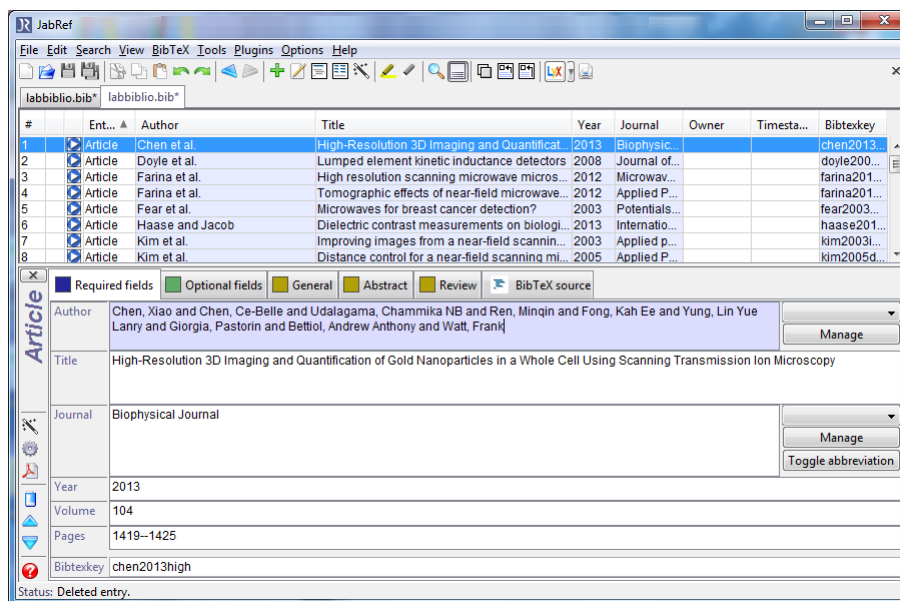 JabRef
File Edit Search View BibTeX Tools Plugins Options Help
labbiblio.bib* labbiblio.bib*
# Ent... Author Title Year Journal Owner Timesta... Bibtexkey
1 Article Chen et al. High-Resolution 3D Imaging and Quantificat... 2013 Biophysic... chen2013...
2 Article Doyle et al. Lumped element kinetic inductance detectors 2008 Journal of... doyle200...
3 Article Farina et al. High resolution scanning microwave micros... 2012 Microwav... farina201...
4 Article Farina et al. Tomographic effects of near-field microwave... 2012 Applied P... farina201...
5 Article Fear et al. Microwaves for breast cancer detection? 2003 Potentials... fear2003...
6 Article Haase and Jacob Dielectric contrast measurements on biologi... 2013 Internatio... haase201...
7 Article Kim et al. Improving images from a near-field scannin... 2003 Applied p... kim2003i...
8 Article Kim et al. Distance control for a near-field scanning mi... 2005 Applied P... kim2005d...
Article
Required fields Optional fields General Abstract Review BibTeX source
Author Chen, Xiao and Chen, Ce-Belle and Udalagama, Chammika NB and Ren, Minqin and Fong, Kah Ee and Yung, Lin Yue
Lanry and Giorgia, Pastorin and Bettiol, Andrew Anthony and Watt, Frank
Manage
Title High-Resolution 3D Imaging and Quantification of Gold Nanoparticles in a Whole Cell Using Scanning Transmission Ion Microscopy
Journal Biophysical Journal
Manage
Toggle abbreviation
Year 2013
Volume 104
Pages 1419--1425
Bibtexkey chen2013high
Status: Deleted entry.